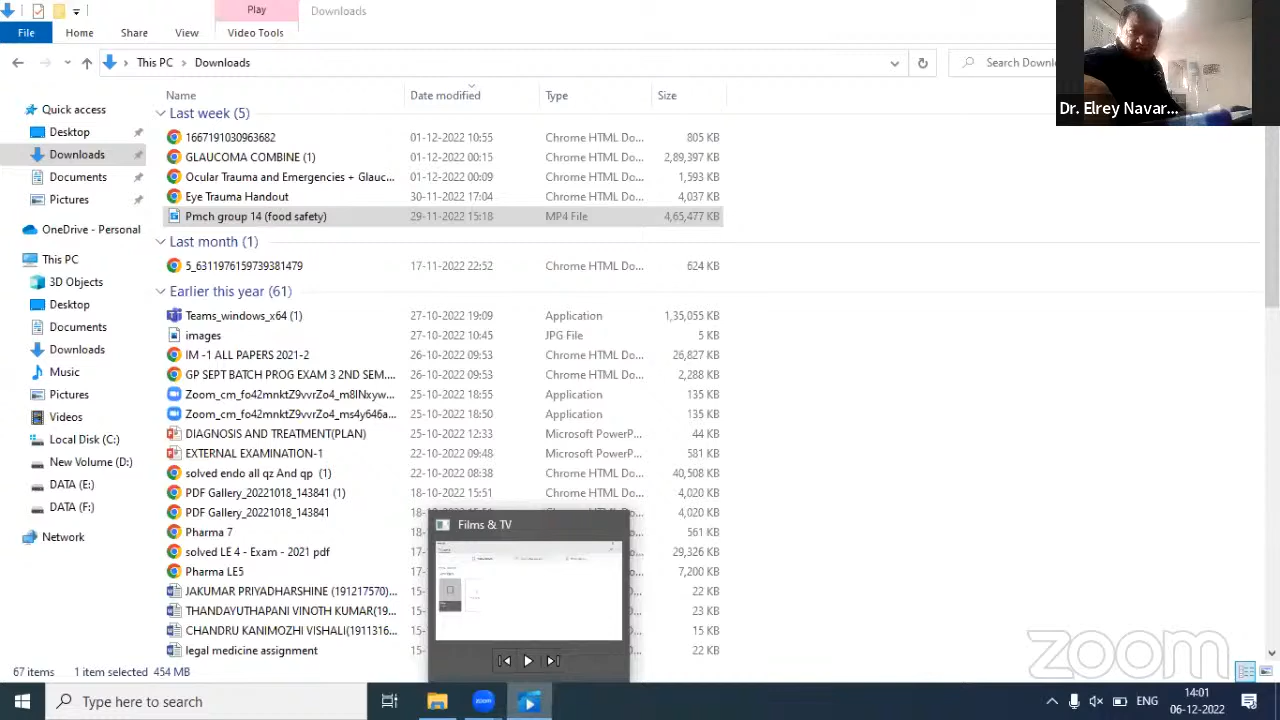 Play
Downloads
File
Home
Share
View
Video Tools
This PC
Downloads
Search Downl
Dr. Elrey Navar...
Name
Date modified
Type
Size
Quick access
Desktop
Downloads
Documents
Pictures
OneDrive - Personal
This PC
3D Objects
Desktop
Documents
Downloads
Music
Pictures
Videos
Local Disk (C:)
New Volume (D:)
DATA (E:)
DATA (F:)
Network
Last week (5)
1667191030963682 01-12-2022 10:55 Chrome HTML Do... 805 KB
GLAUCOMA COMBINE (1) 01-12-2022 00:15 Chrome HTML Do... 2,89,397 KB
Ocular Trauma and Emergencies + Glauc... 01-12-2022 00:09 Chrome HTML Do... 1,593 KB
Eye Trauma Handout 30-11-2022 17:04 Chrome HTML Do... 4,037 KB
Pmch group 14 (food safety) 29-11-2022 15:18 MP4 File 4,65,477 KB
Last month (1)
5_6311976159739381479 17-11-2022 22:52 Chrome HTML Do... 624 KB
Earlier this year (61)
Teams_windows_x64 (1) 27-10-2022 19:09 Application 1,35,055 KB
images 27-10-2022 10:45 JPG File 5 KB
IM -1 ALL PAPERS 2021-2 26-10-2022 09:53 Chrome HTML Do... 26,827 KB
GP SEPT BATCH PROG EXAM 3 2ND SEM.... 26-10-2022 09:53 Chrome HTML Do... 2,288 KB
Zoom_cm_fo42mnktZ9vvrZo4_m8lNxyw... 25-10-2022 18:55 Application 135 KB
Zoom_cm_fo42mnktZ9vvrZo4_ms4y646a... 25-10-2022 18:50 Application 135 KB
DIAGNOSIS AND TREATMENT(PLAN) 25-10-2022 12:33 Microsoft PowerP... 44 KB
EXTERNAL EXAMINATION-1 22-10-2022 09:48 Microsoft PowerP... 581 KB
solved endo all qz And qp (1) 22-10-2022 08:38 Chrome HTML Do... 40,508 KB
PDF Gallery_20221018_143841 (1) 18-10-2022 15:51 Chrome HTML Do... 4,020 KB
PDF Gallery_20221018_143841 18- 4,020 KB
Pharma 7 17- 561 KB
solved LE 4 - Exam - 2021 pdf 17- 29,326 KB
Pharma LE5 17- 7,200 KB
JAKUMAR PRIYADHARSHINE (191217570)... 15- 22 KB
THANDAYUTHAPANI VINOTH KUMAR(19... 15- 23 KB
CHANDRU KANIMOZHI VISHALI(1911316... 15- 15 KB
legal medicine assignment 15- 22 KB
Films & TV
zoom
67 items 1 item selected 454 MB
Type here to search
zoom
ENG
14:01
06-12-2022